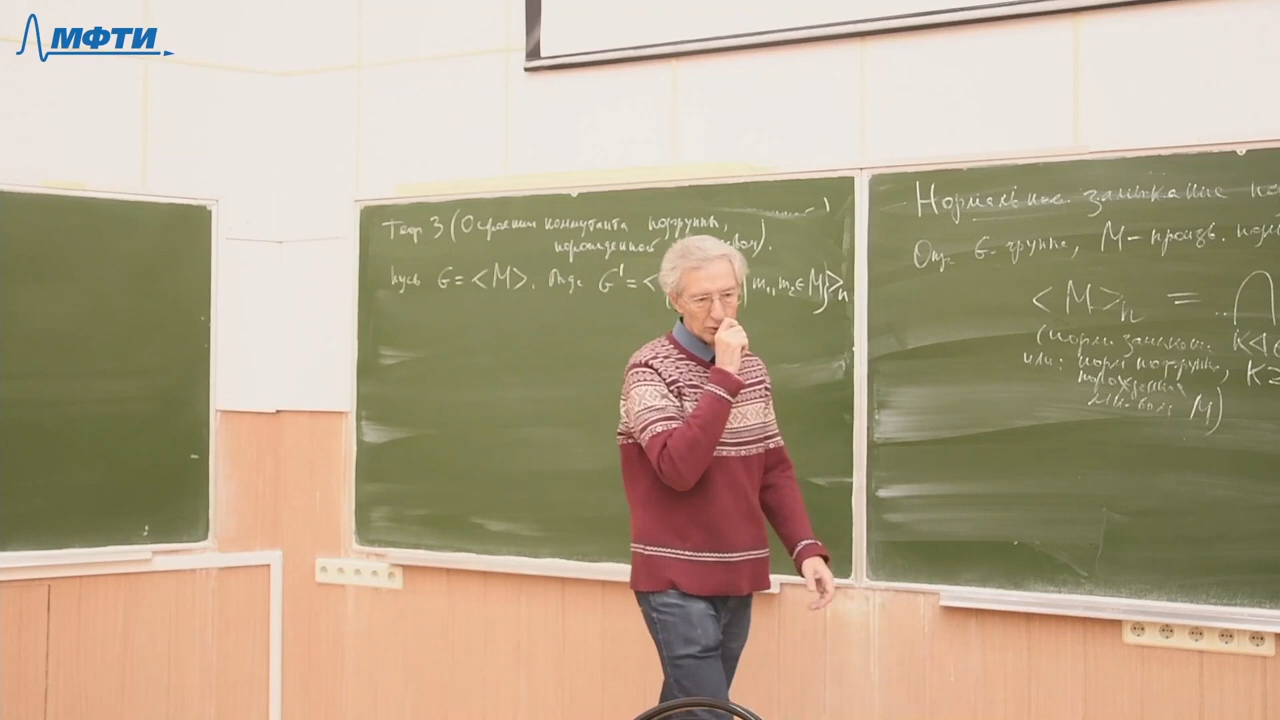 МФТИ
Теор 3 (О строении коммутанта подгруппы,
порожденной
Пусть G = <M>. Тогда G' = < | m₁, m₂ ∈ M}>ₙ
Нормальное замыкание
Опр. G - группа, M - произв.
<M>ₙ = ∩
(норм. замыкан. K ⊲
или: норм подгруппа, K ⊇
порожденная
мн-вом M)